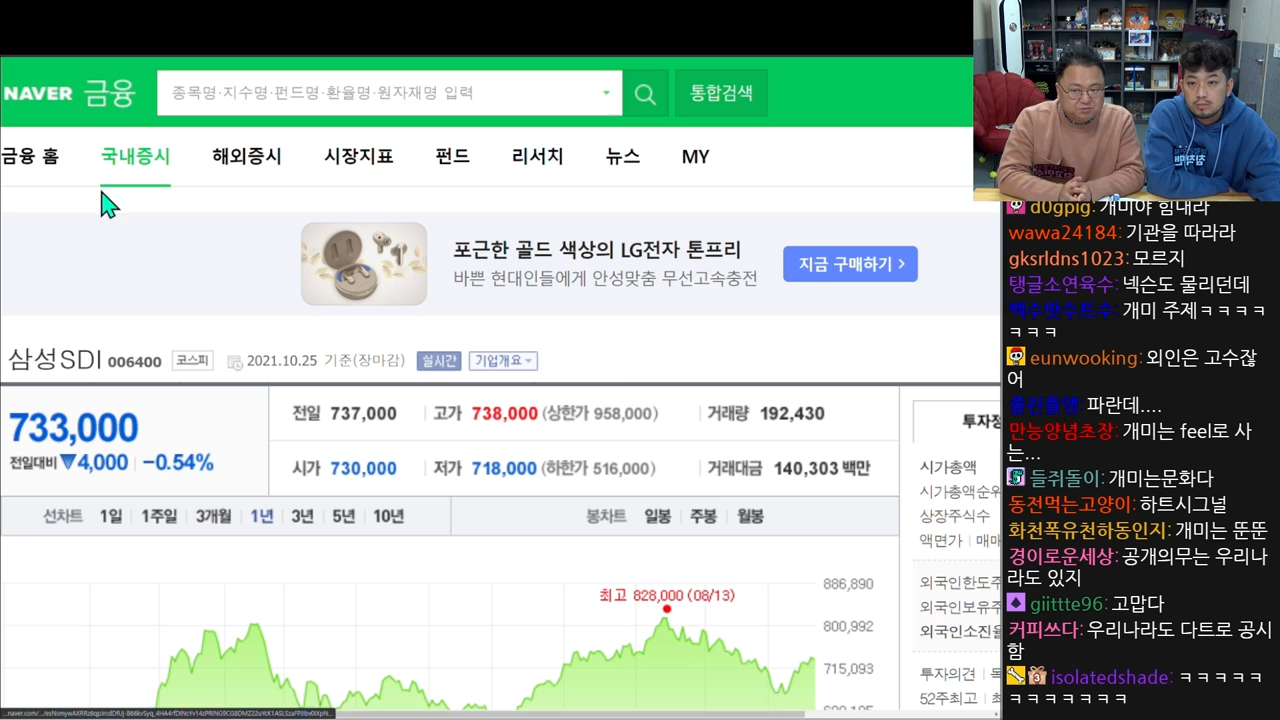 NAVER 금융
종목명·지수명·펀드명·환율명·원자재명 입력
통합검색
금융 홈 국내증시 해외증시 시장지표 펀드 리서치 뉴스 MY
포근한 골드 색상의 LG전자 톤프리
바쁜 현대인들에게 안성맞춤 무선고속충전
지금 구매하기 >
삼성SDI 006400 코스피 2021.10.25 기준(장마감) 실시간 기업개요
733,000
전일대비 ▼4,000 -0.54%
전일 737,000 고가 738,000 (상한가 958,000) 거래량 192,430
시가 730,000 저가 718,000 (하한가 516,000) 거래대금 140,303 백만
선차트 1일 1주일 3개월 1년 3년 5년 10년 봉차트 일봉 주봉 월봉
최고 828,000 (08/13)
886,890
800,992
715,093
투자정
시가총액
시가총액순위
상장주식수
액면가 | 매매
외국인한도주
외국인보유주
외국인소진율
투자의견
52주최고
d0gpig: 개미야 힘내라
wawa24184: 기관을 따라라
gksrldns1023: 모르지
탱글소연육수: 넥슨도 물리던데
개미 주제ㅋㅋㅋㅋ
ㅋㅋㅋ
eunwooking: 외인은 고수잖
어
파란데....
만능양념초장: 개미는 feel로 사
는...
들쥐돌이: 개미는문화다
동전먹는고양이: 하트시그널
화천폭유천하동인지: 개미는 뚠뚠
경이로운세상: 공개의무는 우리나
라도 있지
giittte96: 고맙다
커피쓰다: 우리나라도 다트로 공시
함
isolatedshade: ㅋㅋㅋㅋㅋ
ㅋㅋㅋㅋㅋㅋㅋ